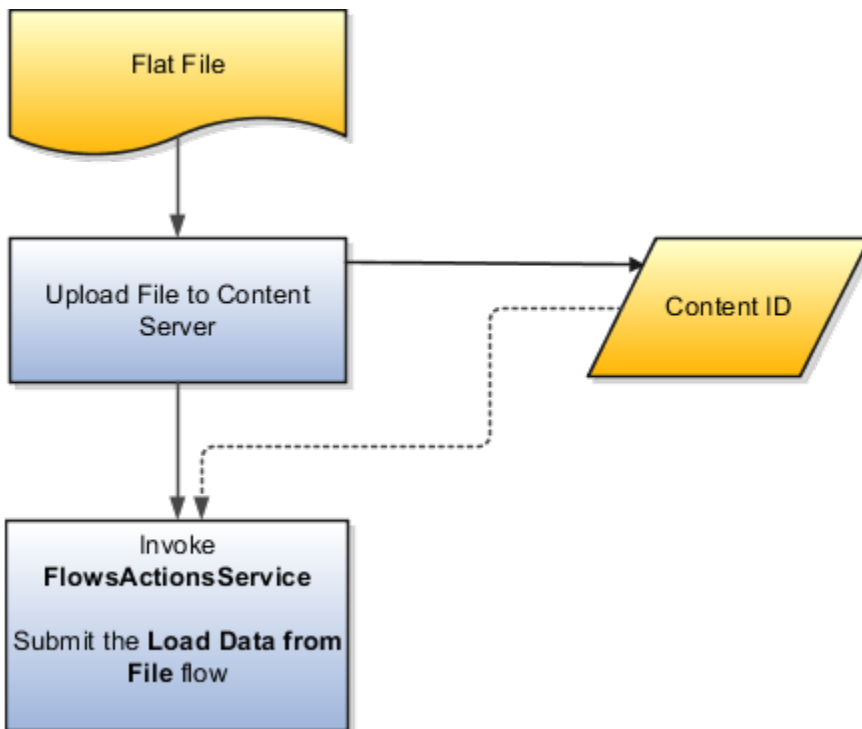 Flat File
Upload File to Content
Server
Content ID
Invoke
FlowsActionsService
Submit the Load Data from
File flow